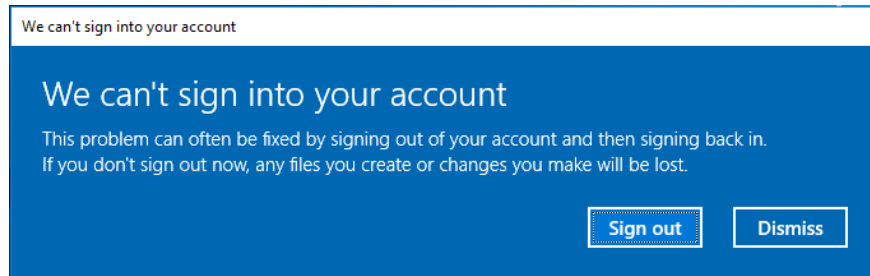 We can't sign into your account
We can't sign into your account
This problem can often be fixed by signing out of your account and then signing back in.
If you don't sign out now, any files you create or changes you make will be lost.
Sign out Dismiss